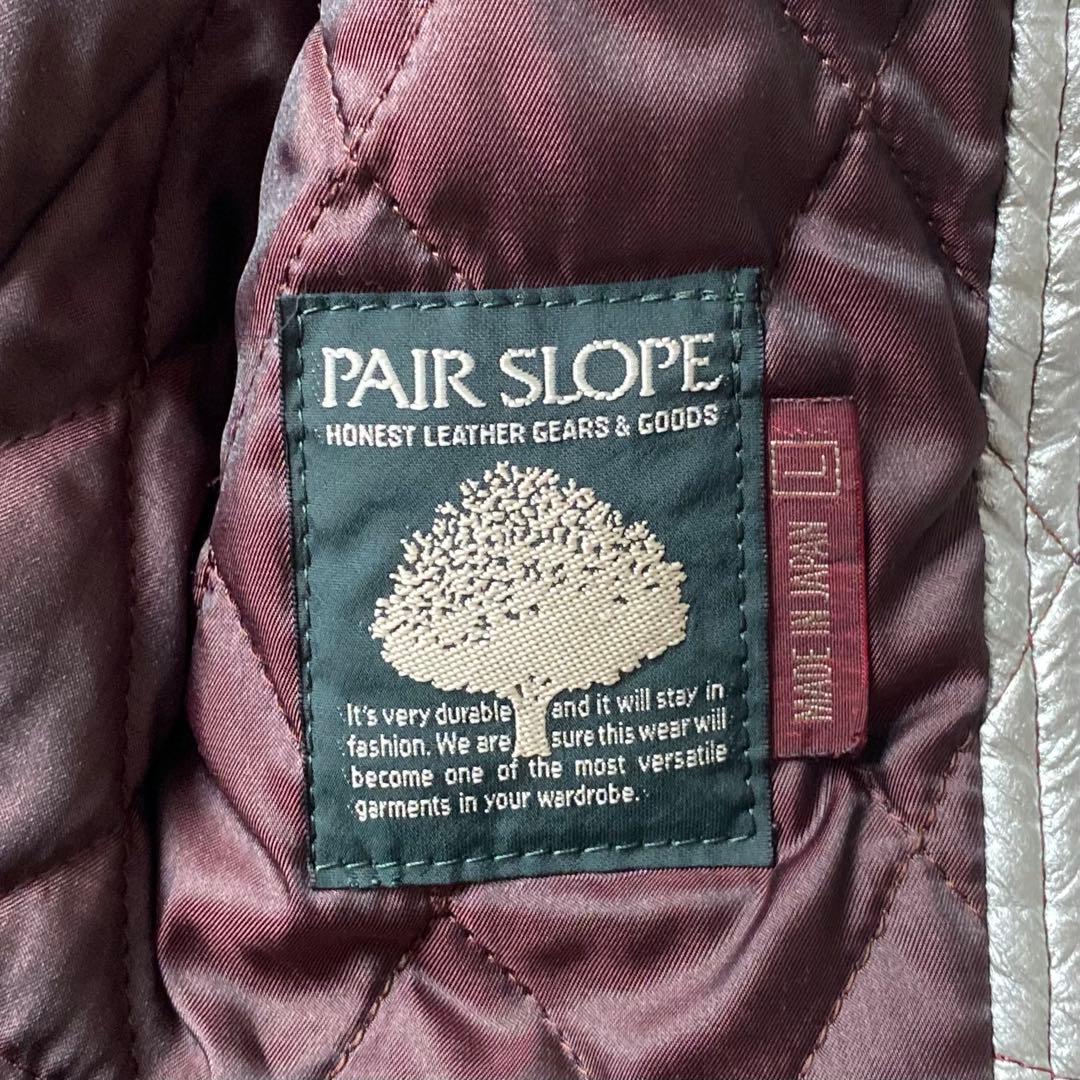 PAIR SLOPE
HONEST LEATHER GEARS & GOODS
It's very durable and it will stay in
fashion. We are sure this wear will
become one of the most versatile
garments in your wardrobe.
MADE IN JAPAN L